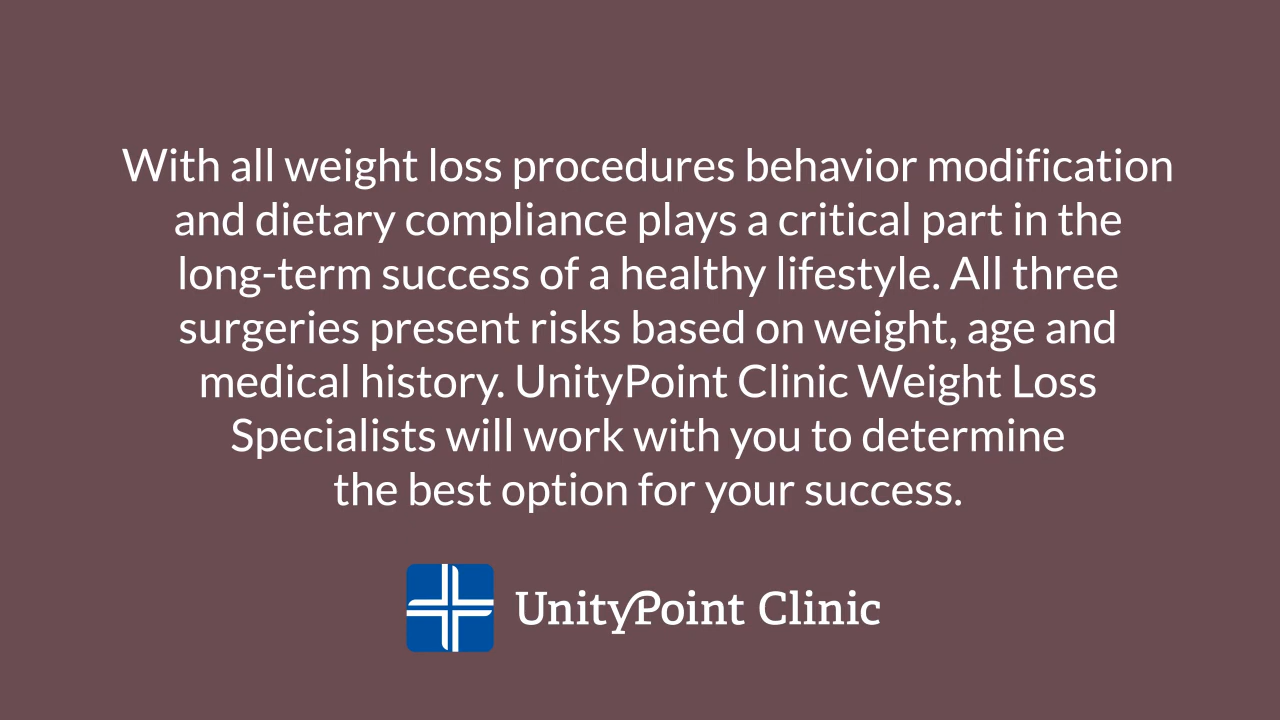 With all weight loss procedures behavior modification
and dietary compliance plays a critical part in the
long-term success of a healthy lifestyle. All three
surgeries present risks based on weight, age and
medical history. UnityPoint Clinic Weight Loss
Specialists will work with you to determine
the best option for your success.
UnityPoint Clinic